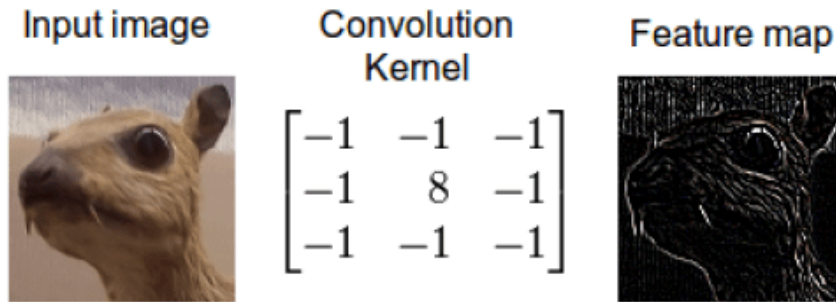 Input image
Convolution
Kernel
Feature map
−1 −1 −1
−1 8 −1
−1 −1 −1